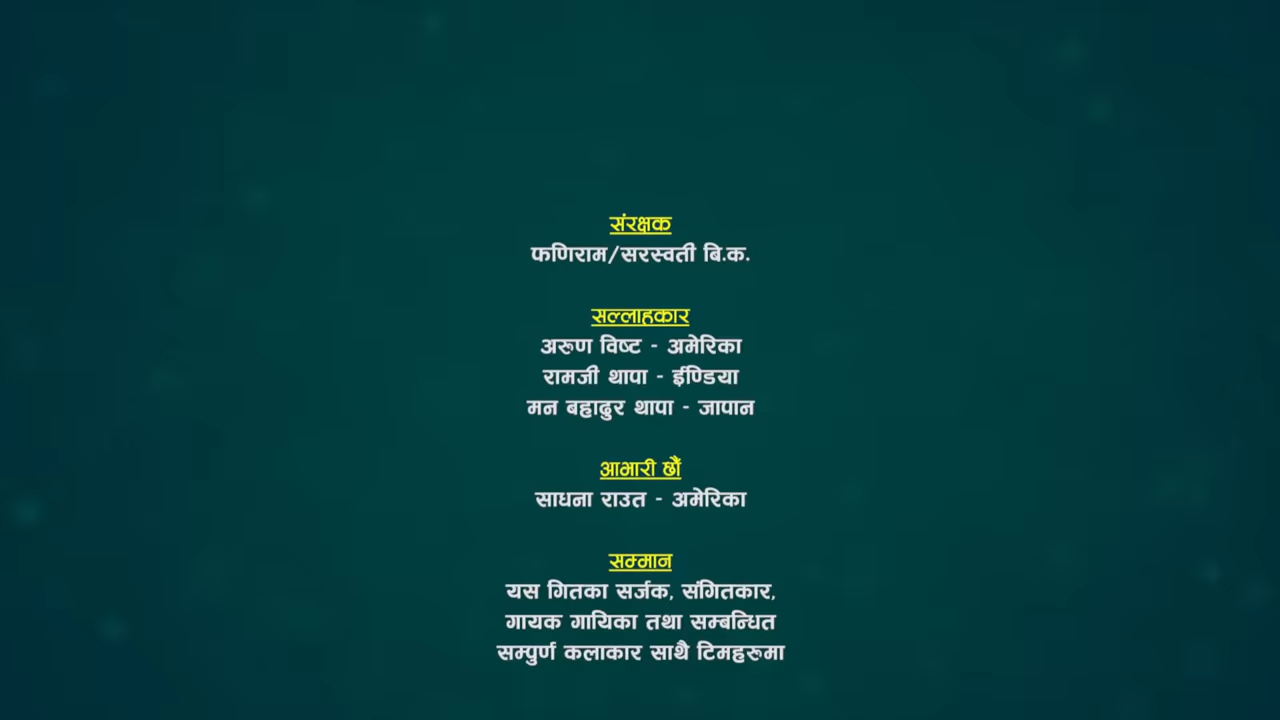 संरक्षक
फणिराम/सरस्वती बि.क.
सल्लाहकार
अरुण विष्ट - अमेरिका
रामजी थापा - ईण्डिया
मन बहादुर थापा - जापान
आभारी छौं
साधना राउत - अमेरिका
सम्मान
यस गितका सर्जक, संगितकार,
गायक गायिका तथा सम्बन्धित
सम्पुर्ण कलाकार साथै टिमहरुमा